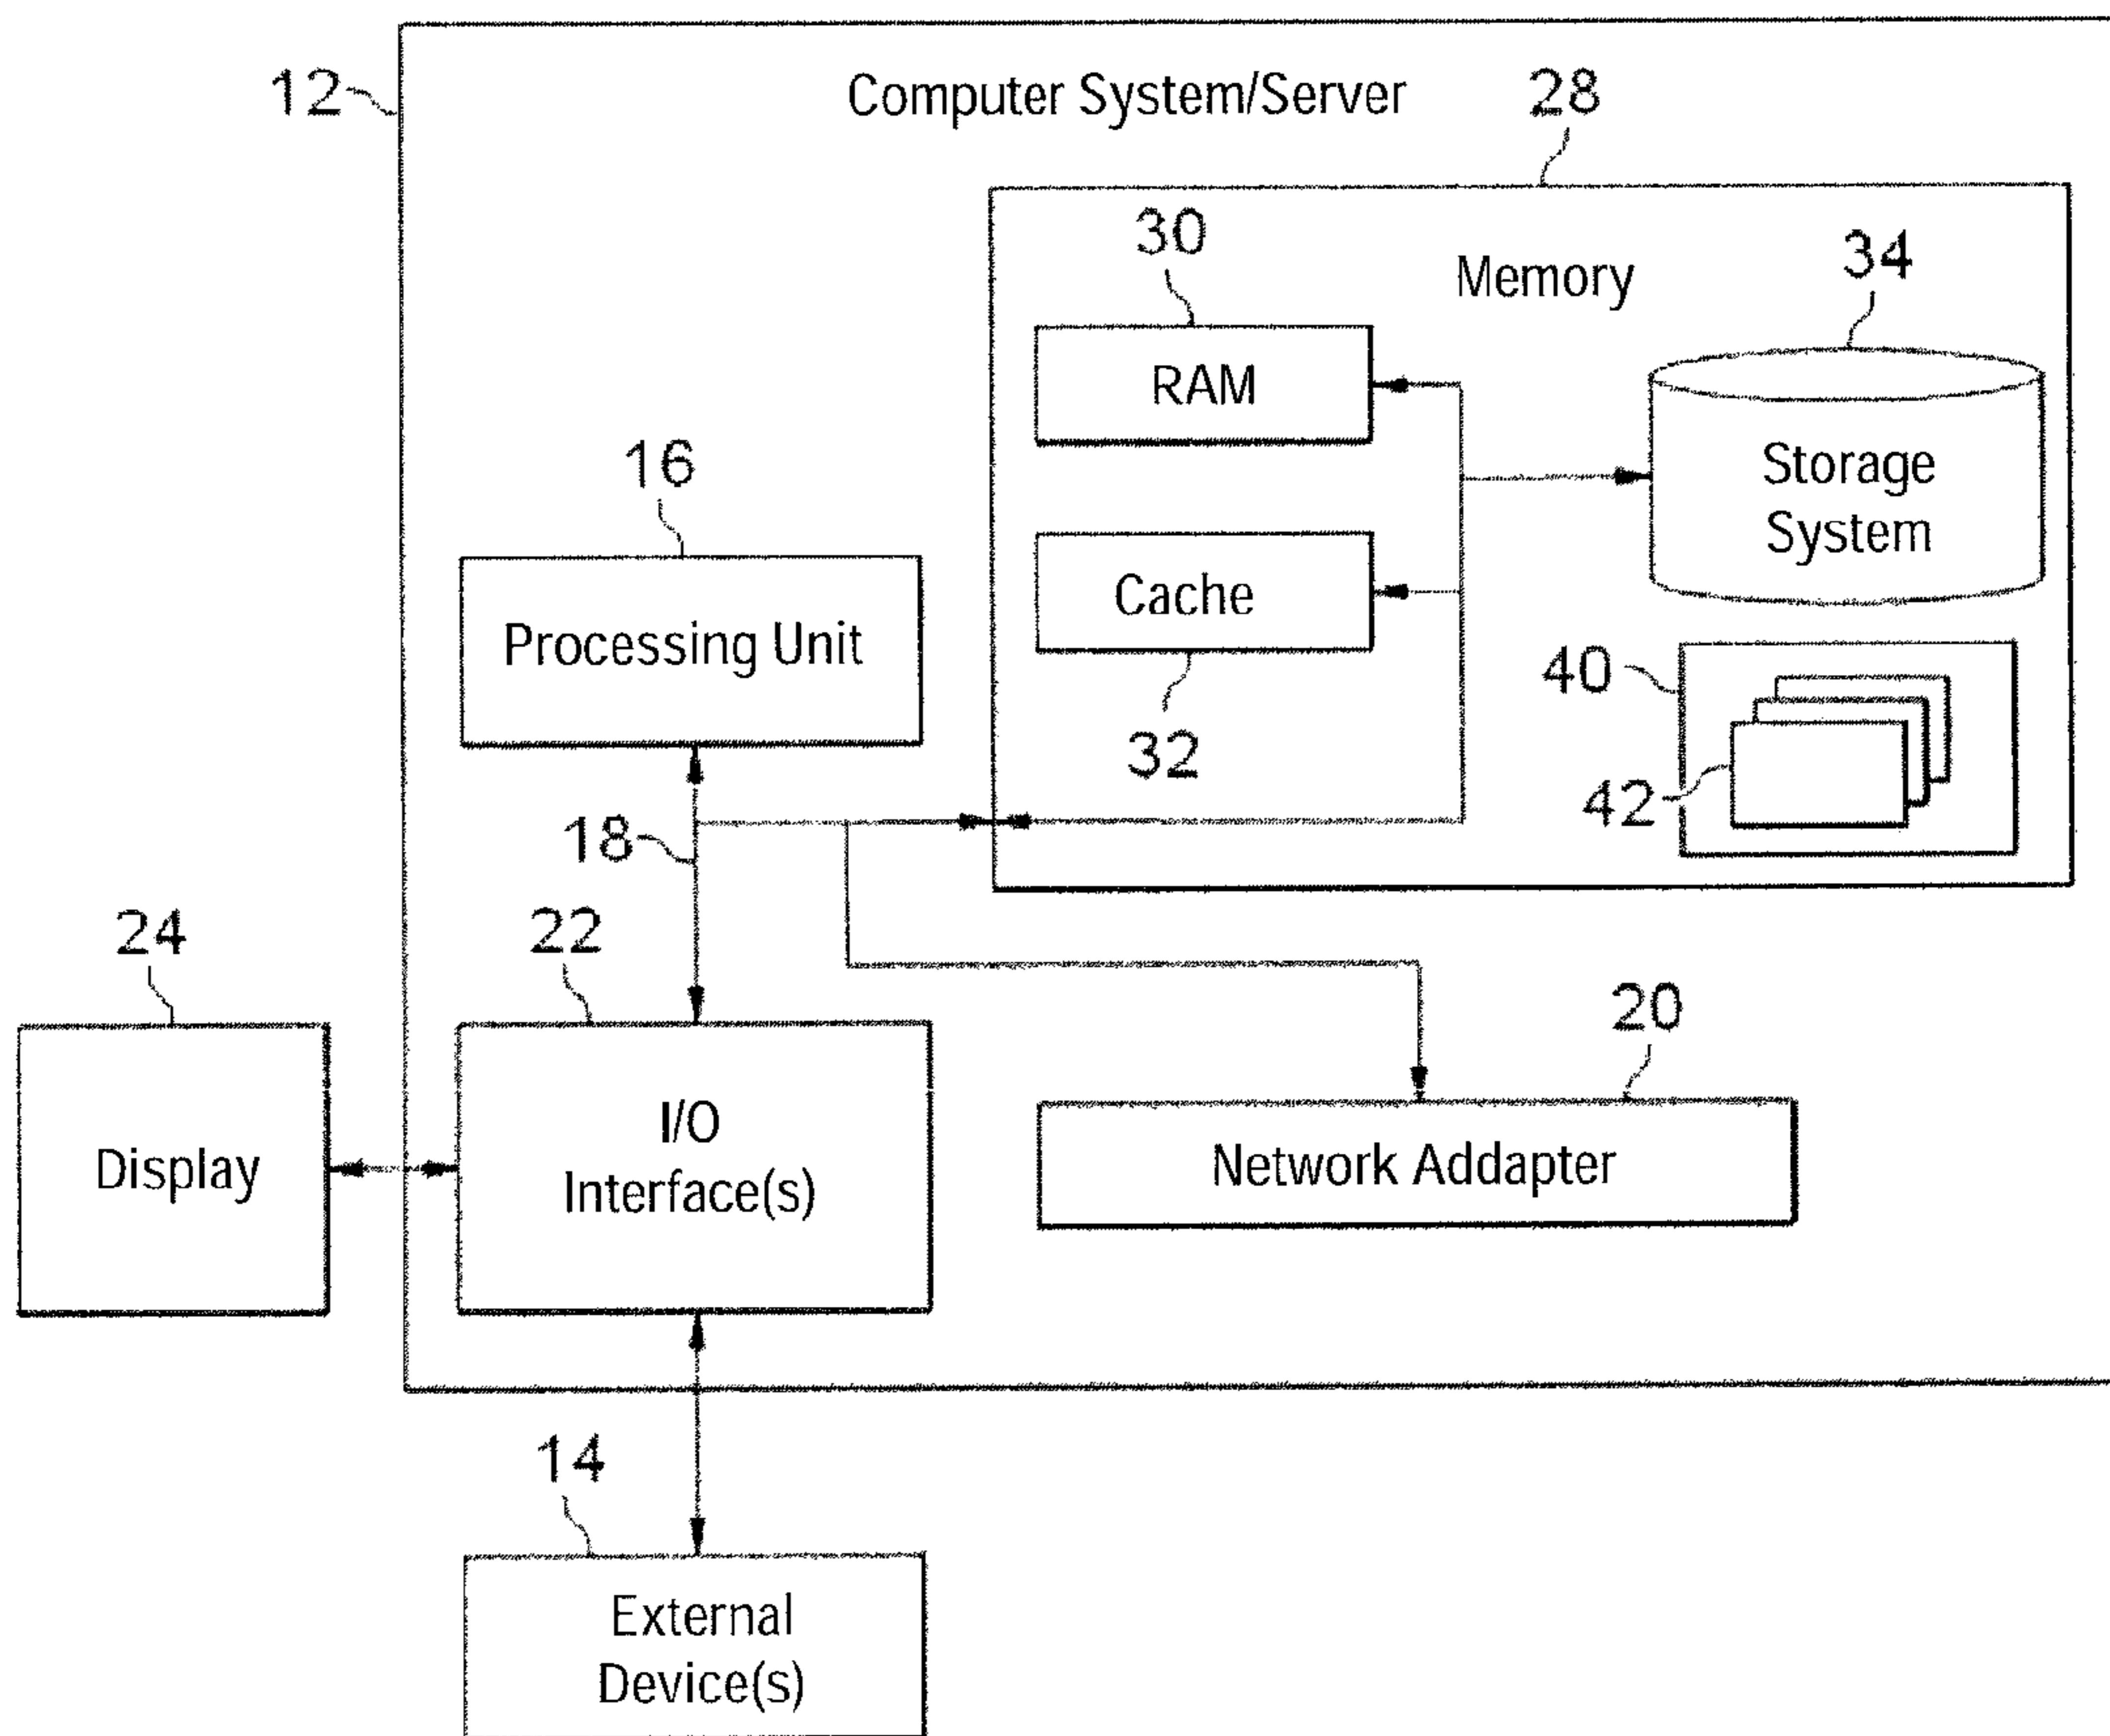 12
Computer System/Server
28
30
Memory
34
RAM
16
Storage
System
Cache
Processing Unit
40
32
42
18
24
22
20
I/O
Interface(s)
Display
Network Addapter
14
External
Device(s)